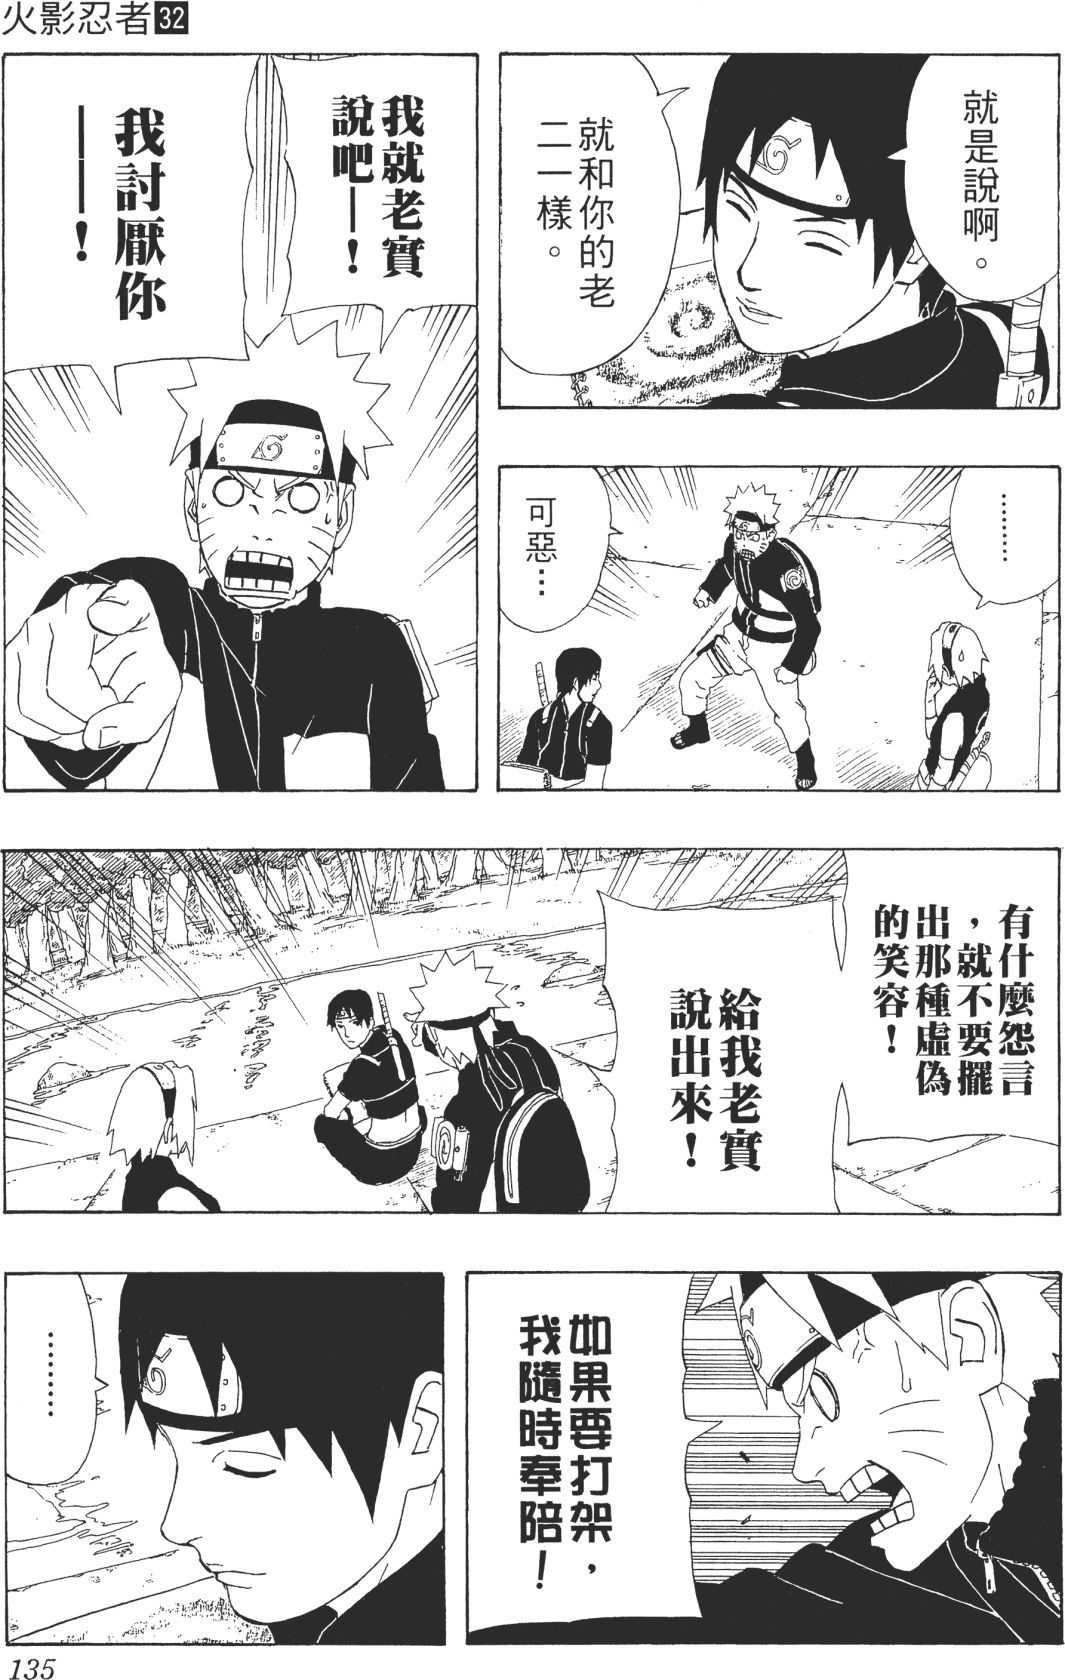 火影忍者32
就是說啊。
就和你的老
二一樣。
………
可惡…
我就老實
說吧—！
我討厭你
——！
有什麼怨言
，就不要擺
出那種虛偽
的笑容！
給我老實
說出來！
如果要打架，
我隨時奉陪！
………
135